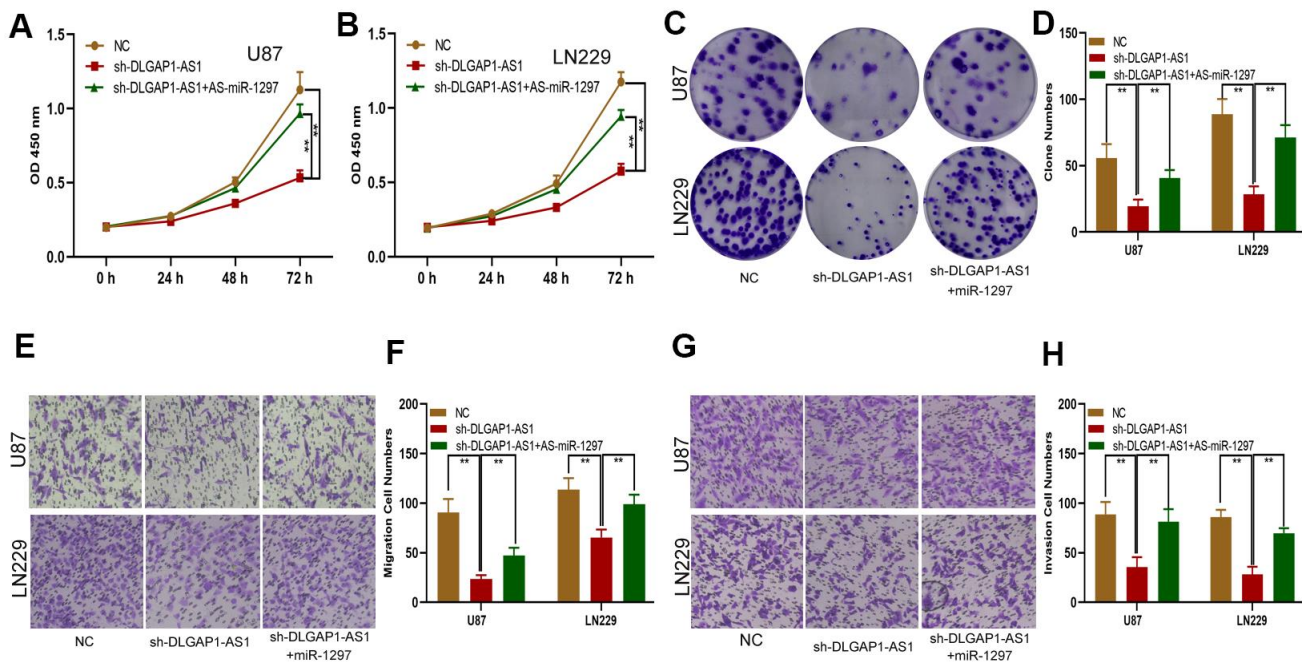 A
1.5
1.0
0.5
0.0
OD 450 nm
NC
sh-DLGAP1-AS1
sh-DLGAP1-AS1+AS-miR-1297
U87
**
**
0 h 24 h 48 h 72 h
B
1.5
1.0
0.5
0.0
OD 450 nm
NC
sh-DLGAP1-AS1
sh-DLGAP1-AS1+AS-miR-1297
LN229
**
**
0 h 24 h 48 h 72 h
C
U87
LN229
NC
sh-DLGAP1-AS1
sh-DLGAP1-AS1
+miR-1297
D
NC
sh-DLGAP1-AS1
sh-DLGAP1-AS1+AS-miR-1297
150
100
50
0
Clone Numbers
** ** ** **
U87 LN229
E
U87
LN229
NC
sh-DLGAP1-AS1
sh-DLGAP1-AS1
+miR-1297
F
200
150
100
50
0
Migration Cell Numbers
NC
sh-DLGAP1-AS1
sh-DLGAP1-AS1+AS-miR-1297
** ** ** **
U87 LN229
G
U87
LN229
NC
sh-DLGAP1-AS1
sh-DLGAP1-AS1
+miR-1297
H
200
150
100
50
0
Invasion Cell Numbers
NC
sh-DLGAP1-AS1
sh-DLGAP1-AS1+AS-miR-1297
** ** ** **
U87 LN229